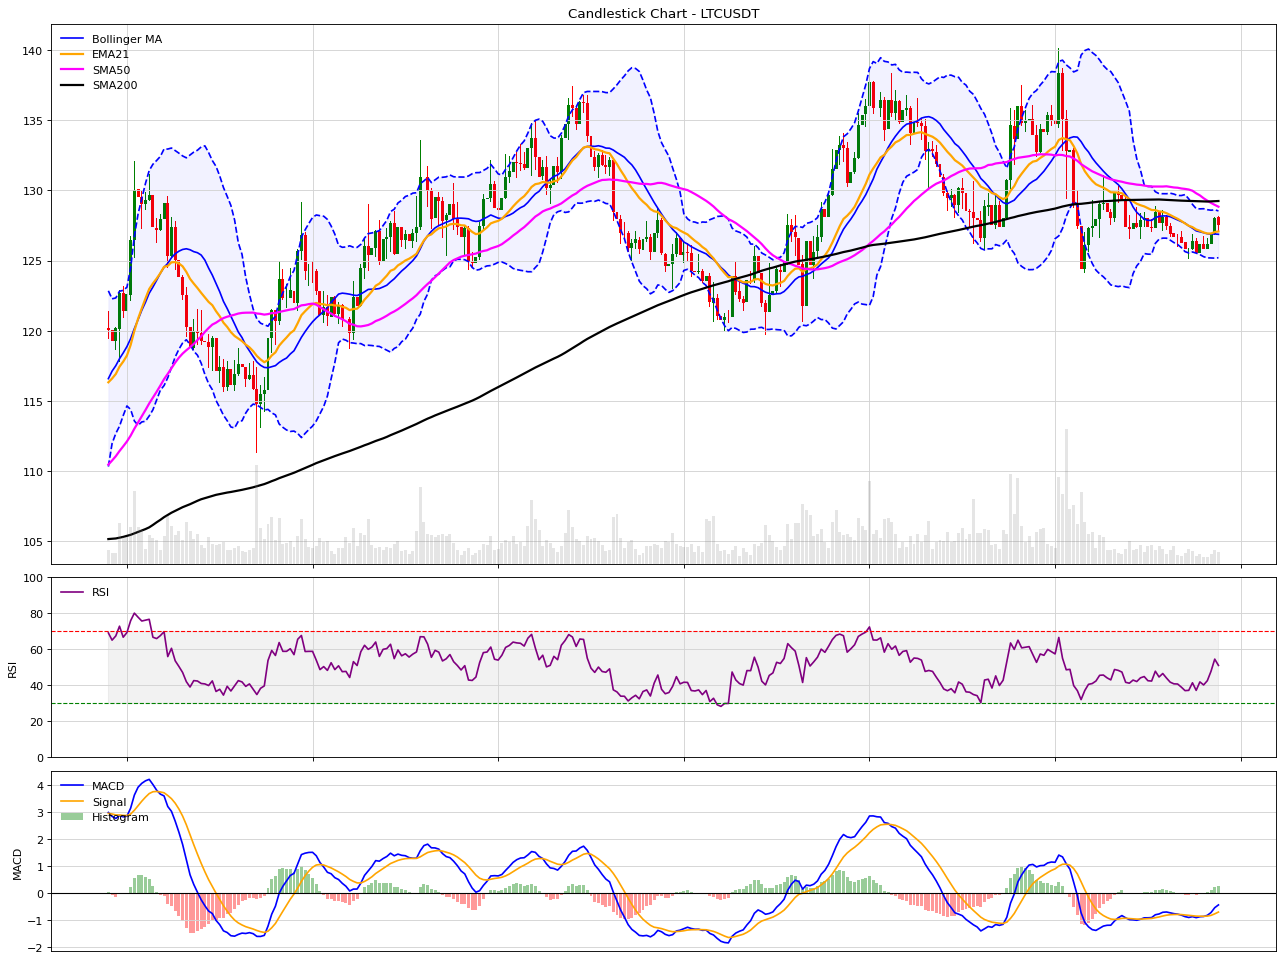 Candlestick Chart - LTCUSDT
Bollinger MA
EMA21
SMA50
SMA200
140
135
130
125
120
115
110
105
RSI
100
80
60
40
20
0
RSI
MACD
Signal
Histogram
4
3
2
1
0
−1
−2
MACD